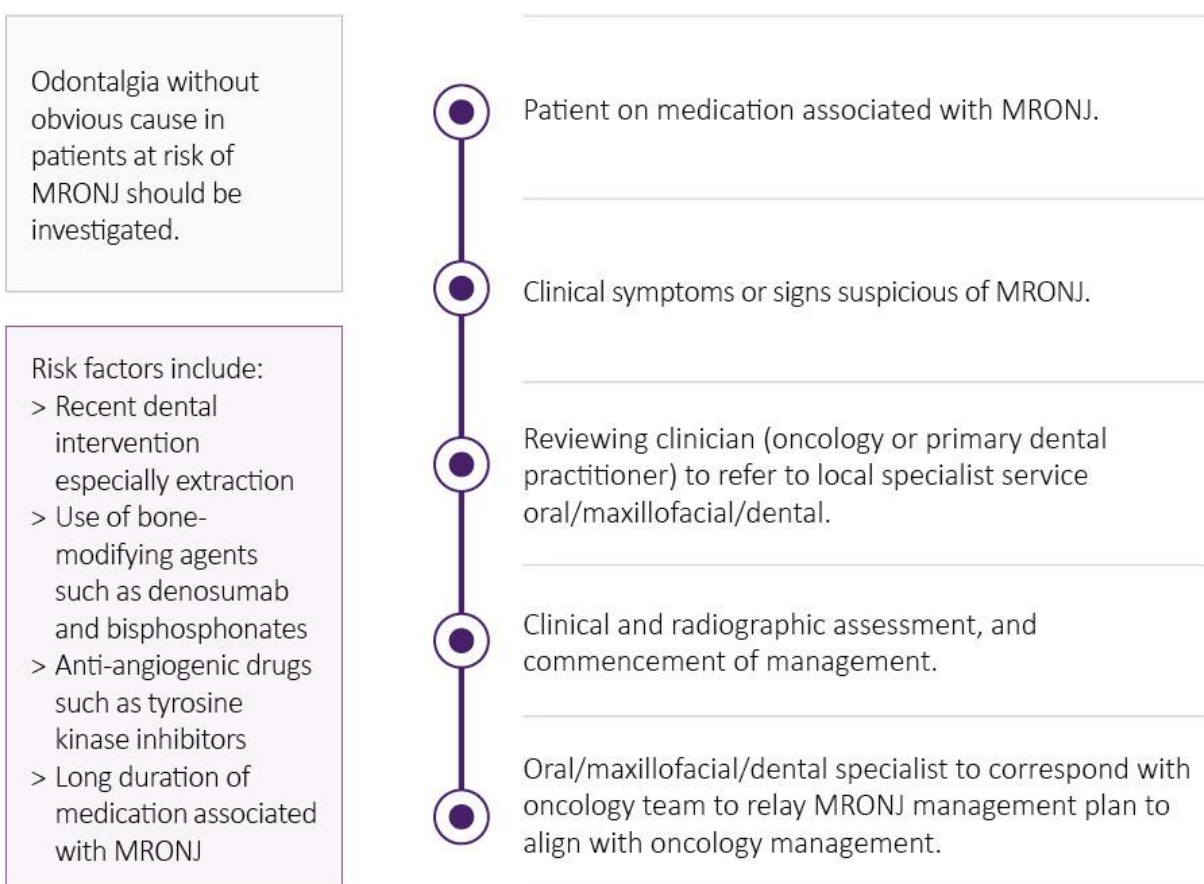 Odontalgia without
obvious cause in
patients at risk of
MRONJ should be
investigated.
Risk factors include:
> Recent dental
intervention
especially extraction
> Use of bone-
modifying agents
such as denosumab
and bisphosphonates
> Anti-angiogenic drugs
such as tyrosine
kinase inhibitors
> Long duration of
medication associated
with MRONJ
Patient on medication associated with MRONJ.
Clinical symptoms or signs suspicious of MRONJ.
Reviewing clinician (oncology or primary dental
practitioner) to refer to local specialist service
oral/maxillofacial/dental.
Clinical and radiographic assessment, and
commencement of management.
Oral/maxillofacial/dental specialist to correspond with
oncology team to relay MRONJ management plan to
align with oncology management.